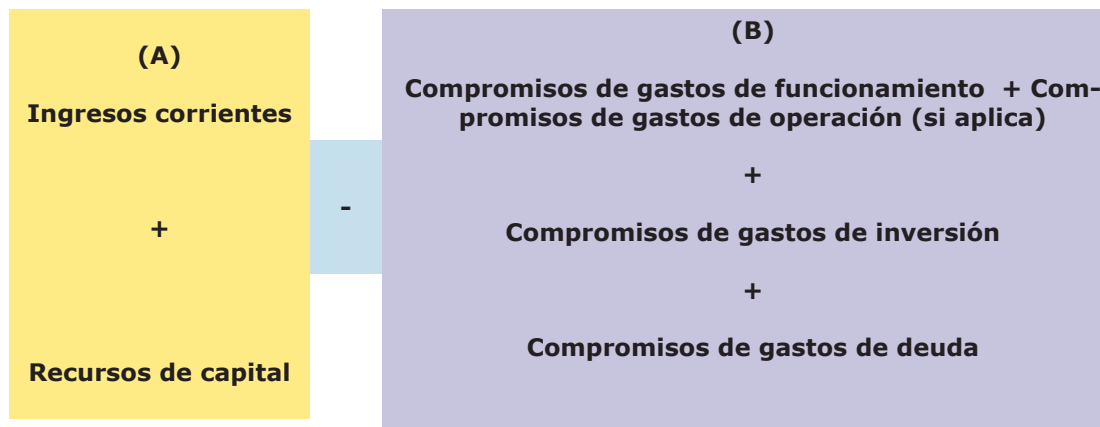 (A)
Ingresos corrientes
+
Recursos de capital
-
(B)
Compromisos de gastos de funcionamiento + Com-
promisos de gastos de operación (si aplica)
+
Compromisos de gastos de inversión
+
Compromisos de gastos de deuda